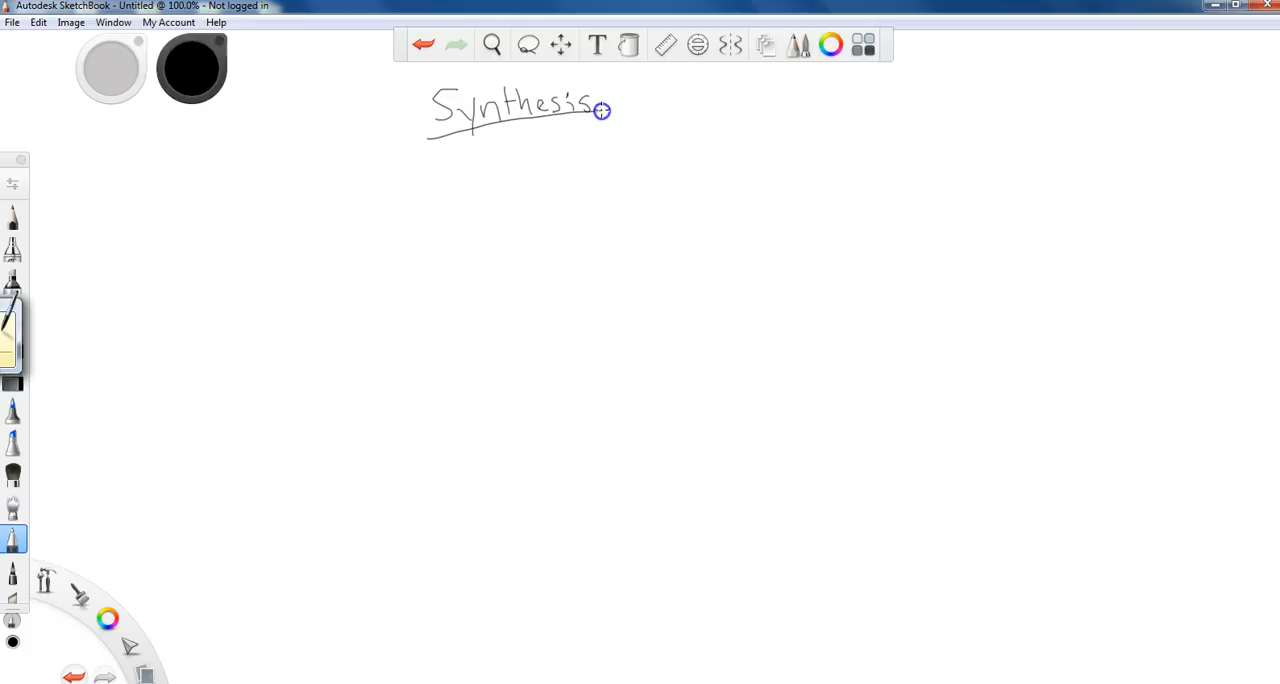 Autodesk SketchBook - Untitled @ 100.0% - Not logged in
File Edit Image Window My Account Help
T
Synthesis